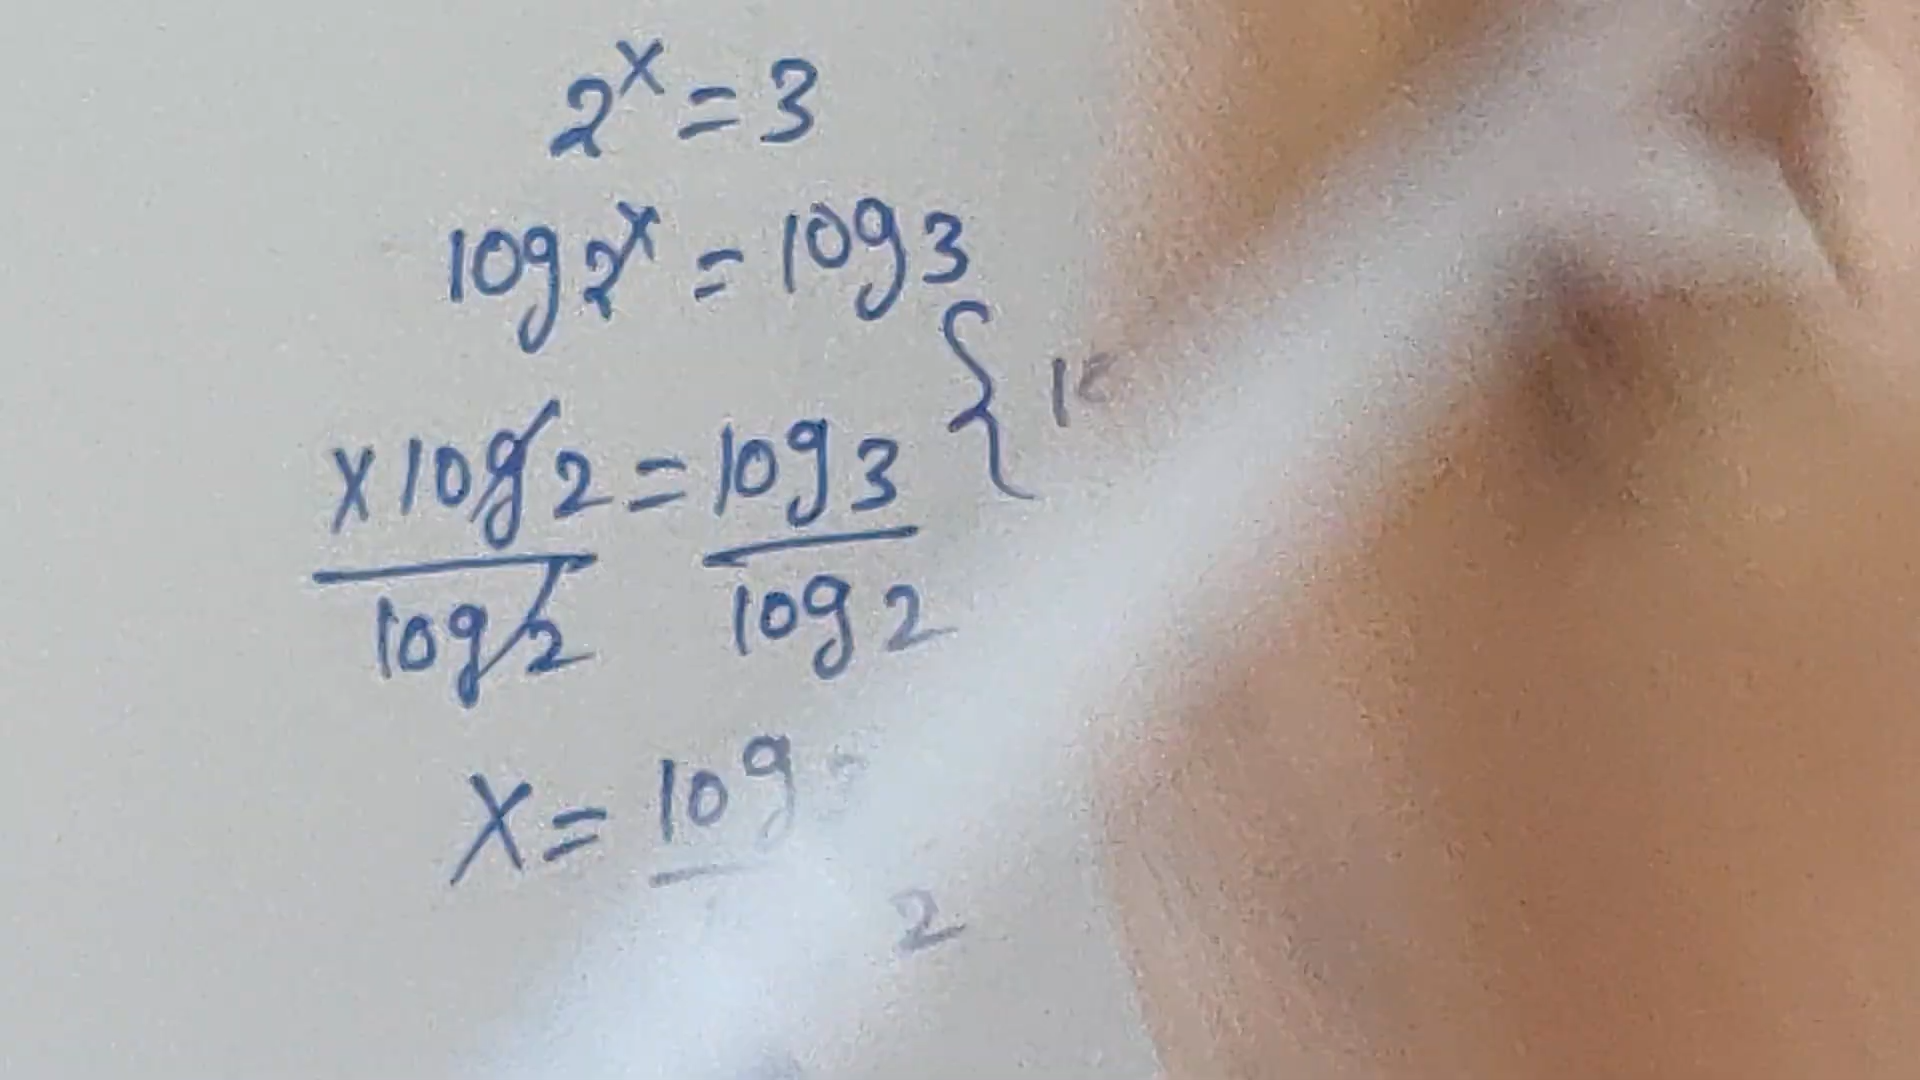 2^x = 3
log 2^x = log 3
{
x log 2 = log 3
log 2 log 2
x = log
2